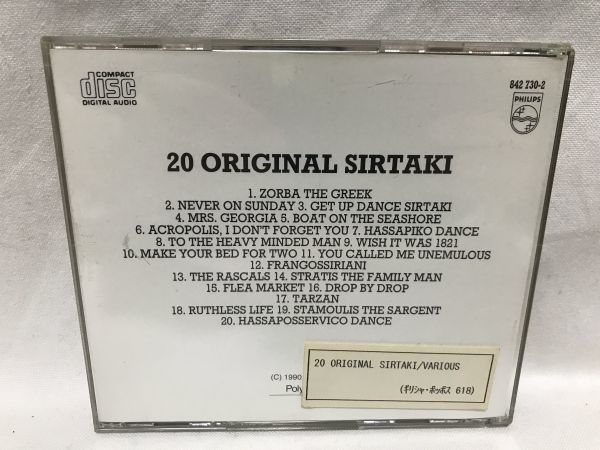 COMPACT
disc
DIGITAL AUDIO
842 730-2
PHILIPS
20 ORIGINAL SIRTAKI
1. ZORBA THE GREEK
2. NEVER ON SUNDAY 3. GET UP DANCE SIRTAKI
4. MRS. GEORGIA 5. BOAT ON THE SEASHORE
6. ACROPOLIS, I DON'T FORGET YOU 7. HASSAPIKO DANCE
8. TO THE HEAVY MINDED MAN 9. WISH IT WAS 1821
10. MAKE YOUR BED FOR TWO 11. YOU CALLED ME UNEMULOUS
12. FRANGOSSIRIANI
13. THE RASCALS 14. STRATIS THE FAMILY MAN
15. FLEA MARKET 16. DROP BY DROP
17. TARZAN
18. RUTHLESS LIFE 19. STAMOULIS THE SARGENT
20. HASSAPOSSERVICO DANCE
(C) 1990
Poly
20 ORIGINAL SIRTAKI/VARIOUS
(ギリシャ・ポップス 618)